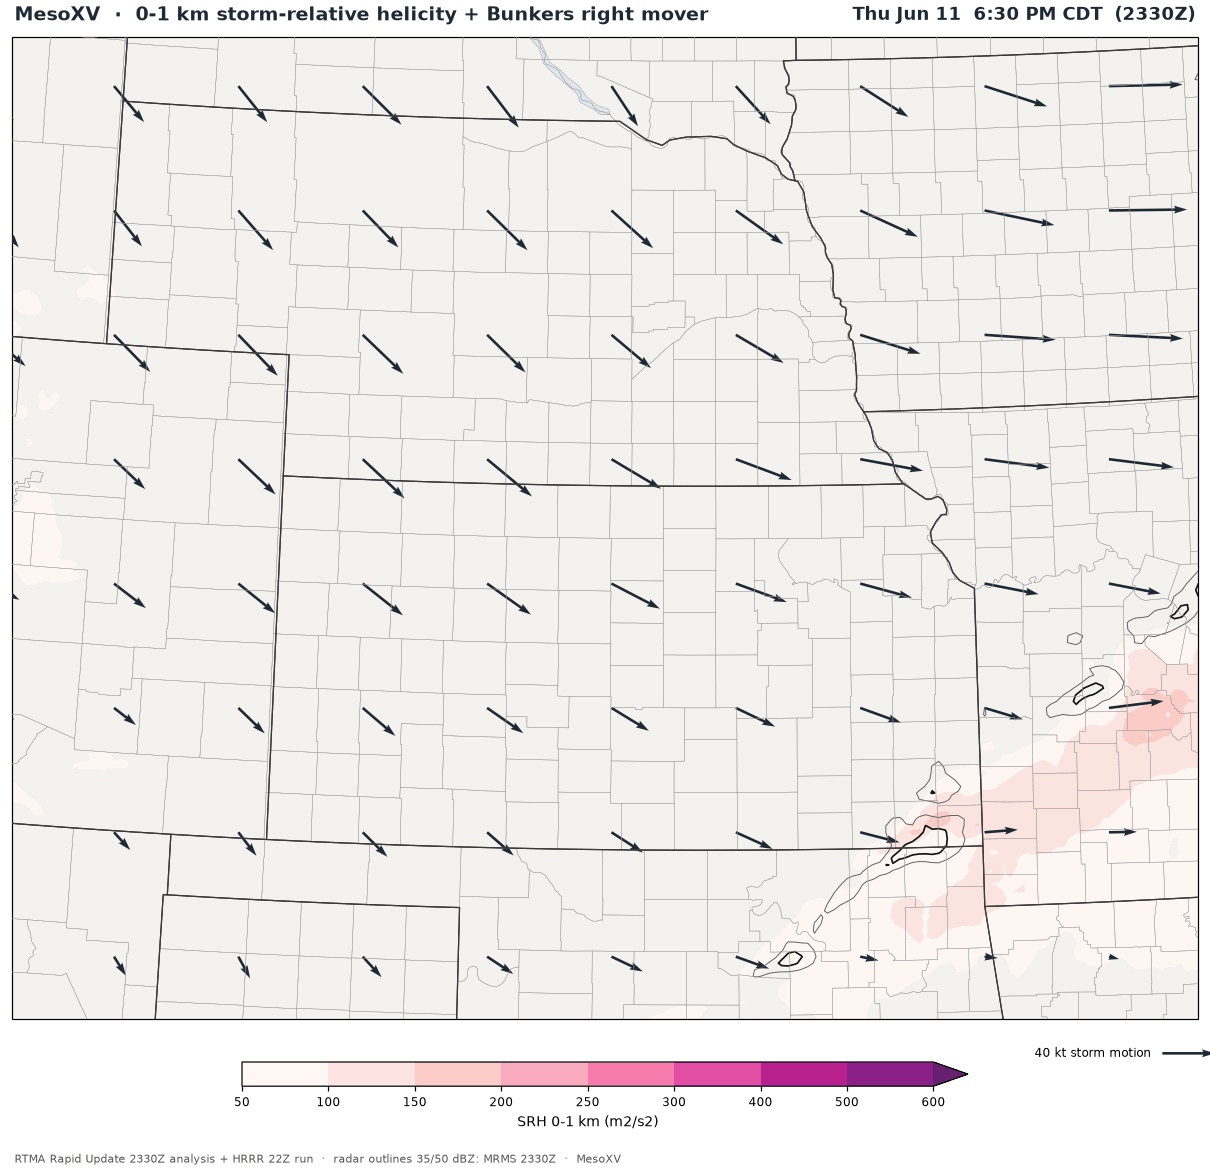 MesoXV · 0-1 km storm-relative helicity + Bunkers right mover
Thu Jun 11 6:30 PM CDT (2330Z)
40 kt storm motion
50 100 150 200 250 300 400 500 600
SRH 0-1 km (m2/s2)
RTMA Rapid Update 2330Z analysis + HRRR 22Z run · radar outlines 35/50 dBZ: MRMS 2330Z · MesoXV